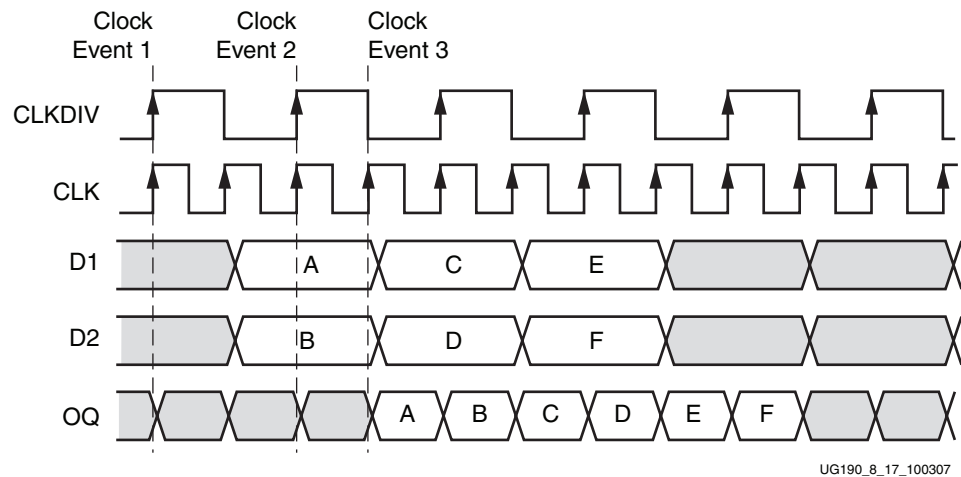 Clock Event 1
Clock Event 2
Clock Event 3
CLKDIV
CLK
D1 A C E
D2 B D F
OQ A B C D E F
UG190_8_17_100307